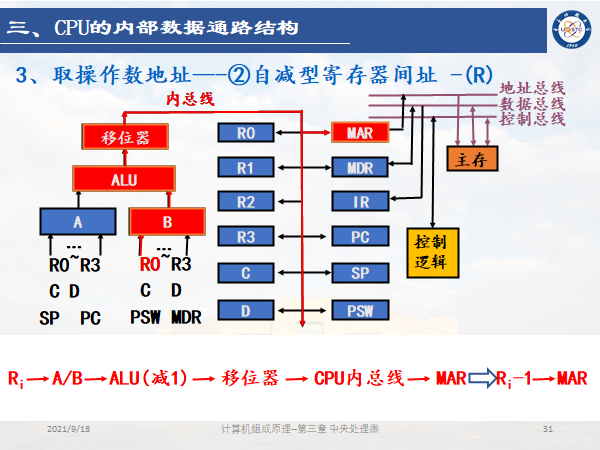 三、CPU的内部数据通路结构
3、取操作数地址---②自减型寄存器间址 -(R)
内总线
地址总线
数据总线
控制总线
移位器
R0
MAR
主存
ALU
R1
MDR
R2
IR
A
B
R3
PC
控制
逻辑
...
...
R0~R3
R0~R3
C
SP
C D
C D
SP PC
PSW MDR
D
PSW
Ri→A/B→ALU(减1)→移位器→CPU内总线→MAR⇨Ri-1→MAR
2021/9/18
计算机组成原理--第三章 中央处理器
31